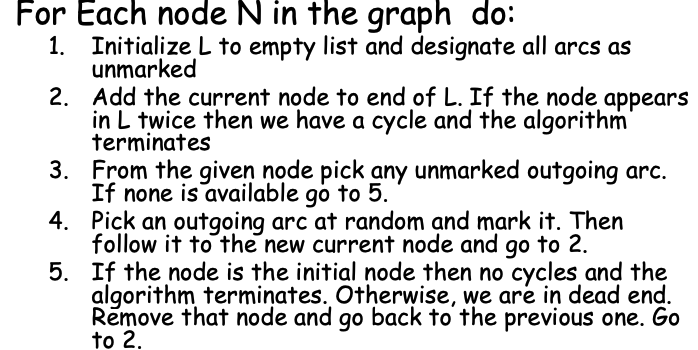 For Each node N in the graph do:
1. Initialize L to empty list and designate all arcs as
unmarked
2. Add the current node to end of L. If the node appears
in L twice then we have a cycle and the algorithm
terminates
3. From the given node pick any unmarked outgoing arc.
If none is available go to 5.
4. Pick an outgoing arc at random and mark it. Then
follow it to the new current node and go to 2.
5. If the node is the initial node then no cycles and the
algorithm terminates. Otherwise, we are in dead end.
Remove that node and go back to the previous one. Go
to 2.